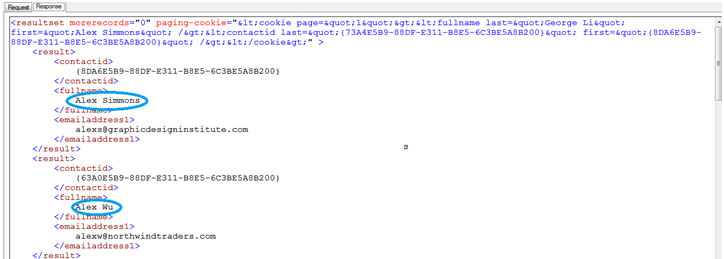 Request Response
<resultset morerecords="0" paging-cookie="&lt;cookie page=&quot;1&quot;&gt;&lt;fullname last=&quot;George Li&quot;
first=&quot;Alex Simmons&quot; /&gt;&lt;contactid last=&quot;{73A4E5B9-88DF-E311-B8E5-6C3BE5A8B200}&quot; first=&quot;{8DA6E5B9-
88DF-E311-B8E5-6C3BE5A8B200}&quot; /&gt;&lt;/cookie&gt;" >
<result>
<contactid>
{8DA6E5B9-88DF-E311-B8E5-6C3BE5A8B200}
</contactid>
<fullname>
Alex Simmons
</fullname>
<emailaddress1>
alexs@graphicdesigninstitute.com
</emailaddress1>
</result>
<result>
<contactid>
{63A0E5B9-88DF-E311-B8E5-6C3BE5A8B200}
</contactid>
<fullname>
Alex Wu
</fullname>
<emailaddress1>
alexw@northwindtraders.com
</emailaddress1>
</result>